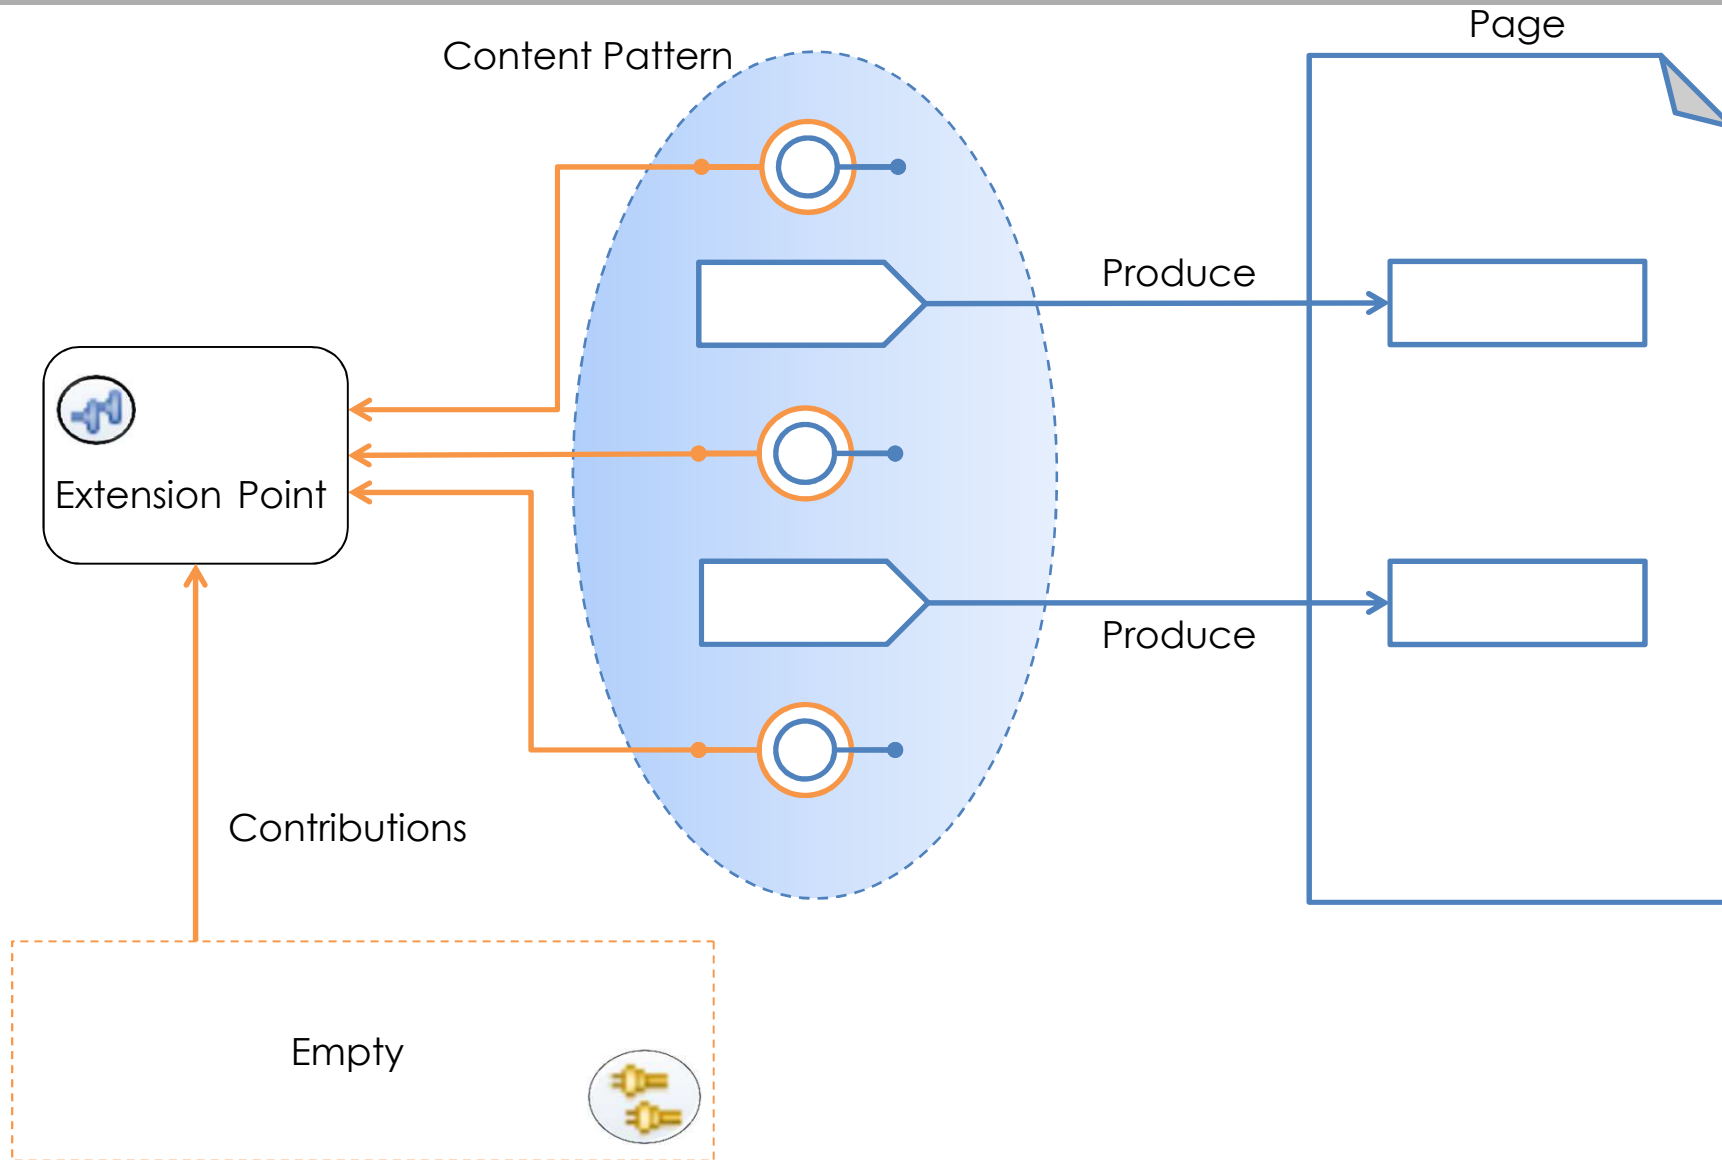 Page
Content Pattern
Produce
Extension Point
Produce
Contributions
Empty